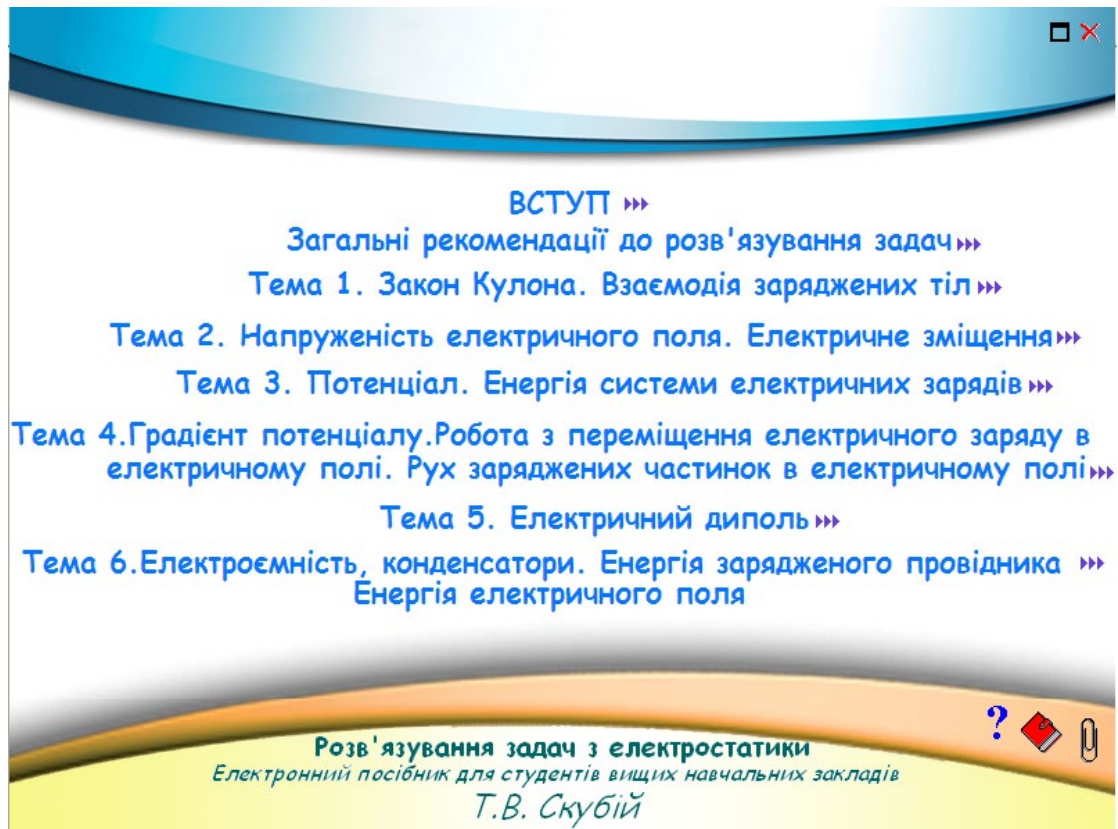 ВСТУП
Загальні рекомендації до розв'язування задач
Тема 1. Закон Кулона. Взаємодія заряджених тіл
Тема 2. Напруженість електричного поля. Електричне зміщення
Тема 3. Потенціал. Енергія системи електричних зарядів
Тема 4.Градієнт потенціалу.Робота з переміщення електричного заряду в
електричному полі. Рух заряджених частинок в електричному полі
Тема 5. Електричний диполь
Тема 6.Електроємність, конденсатори. Енергія зарядженого провідника
Енергія електричного поля
?
Розв'язування задач з електростатики
Електронний посібник для студентів вищих навчальних закладів
Т.В. Скубій